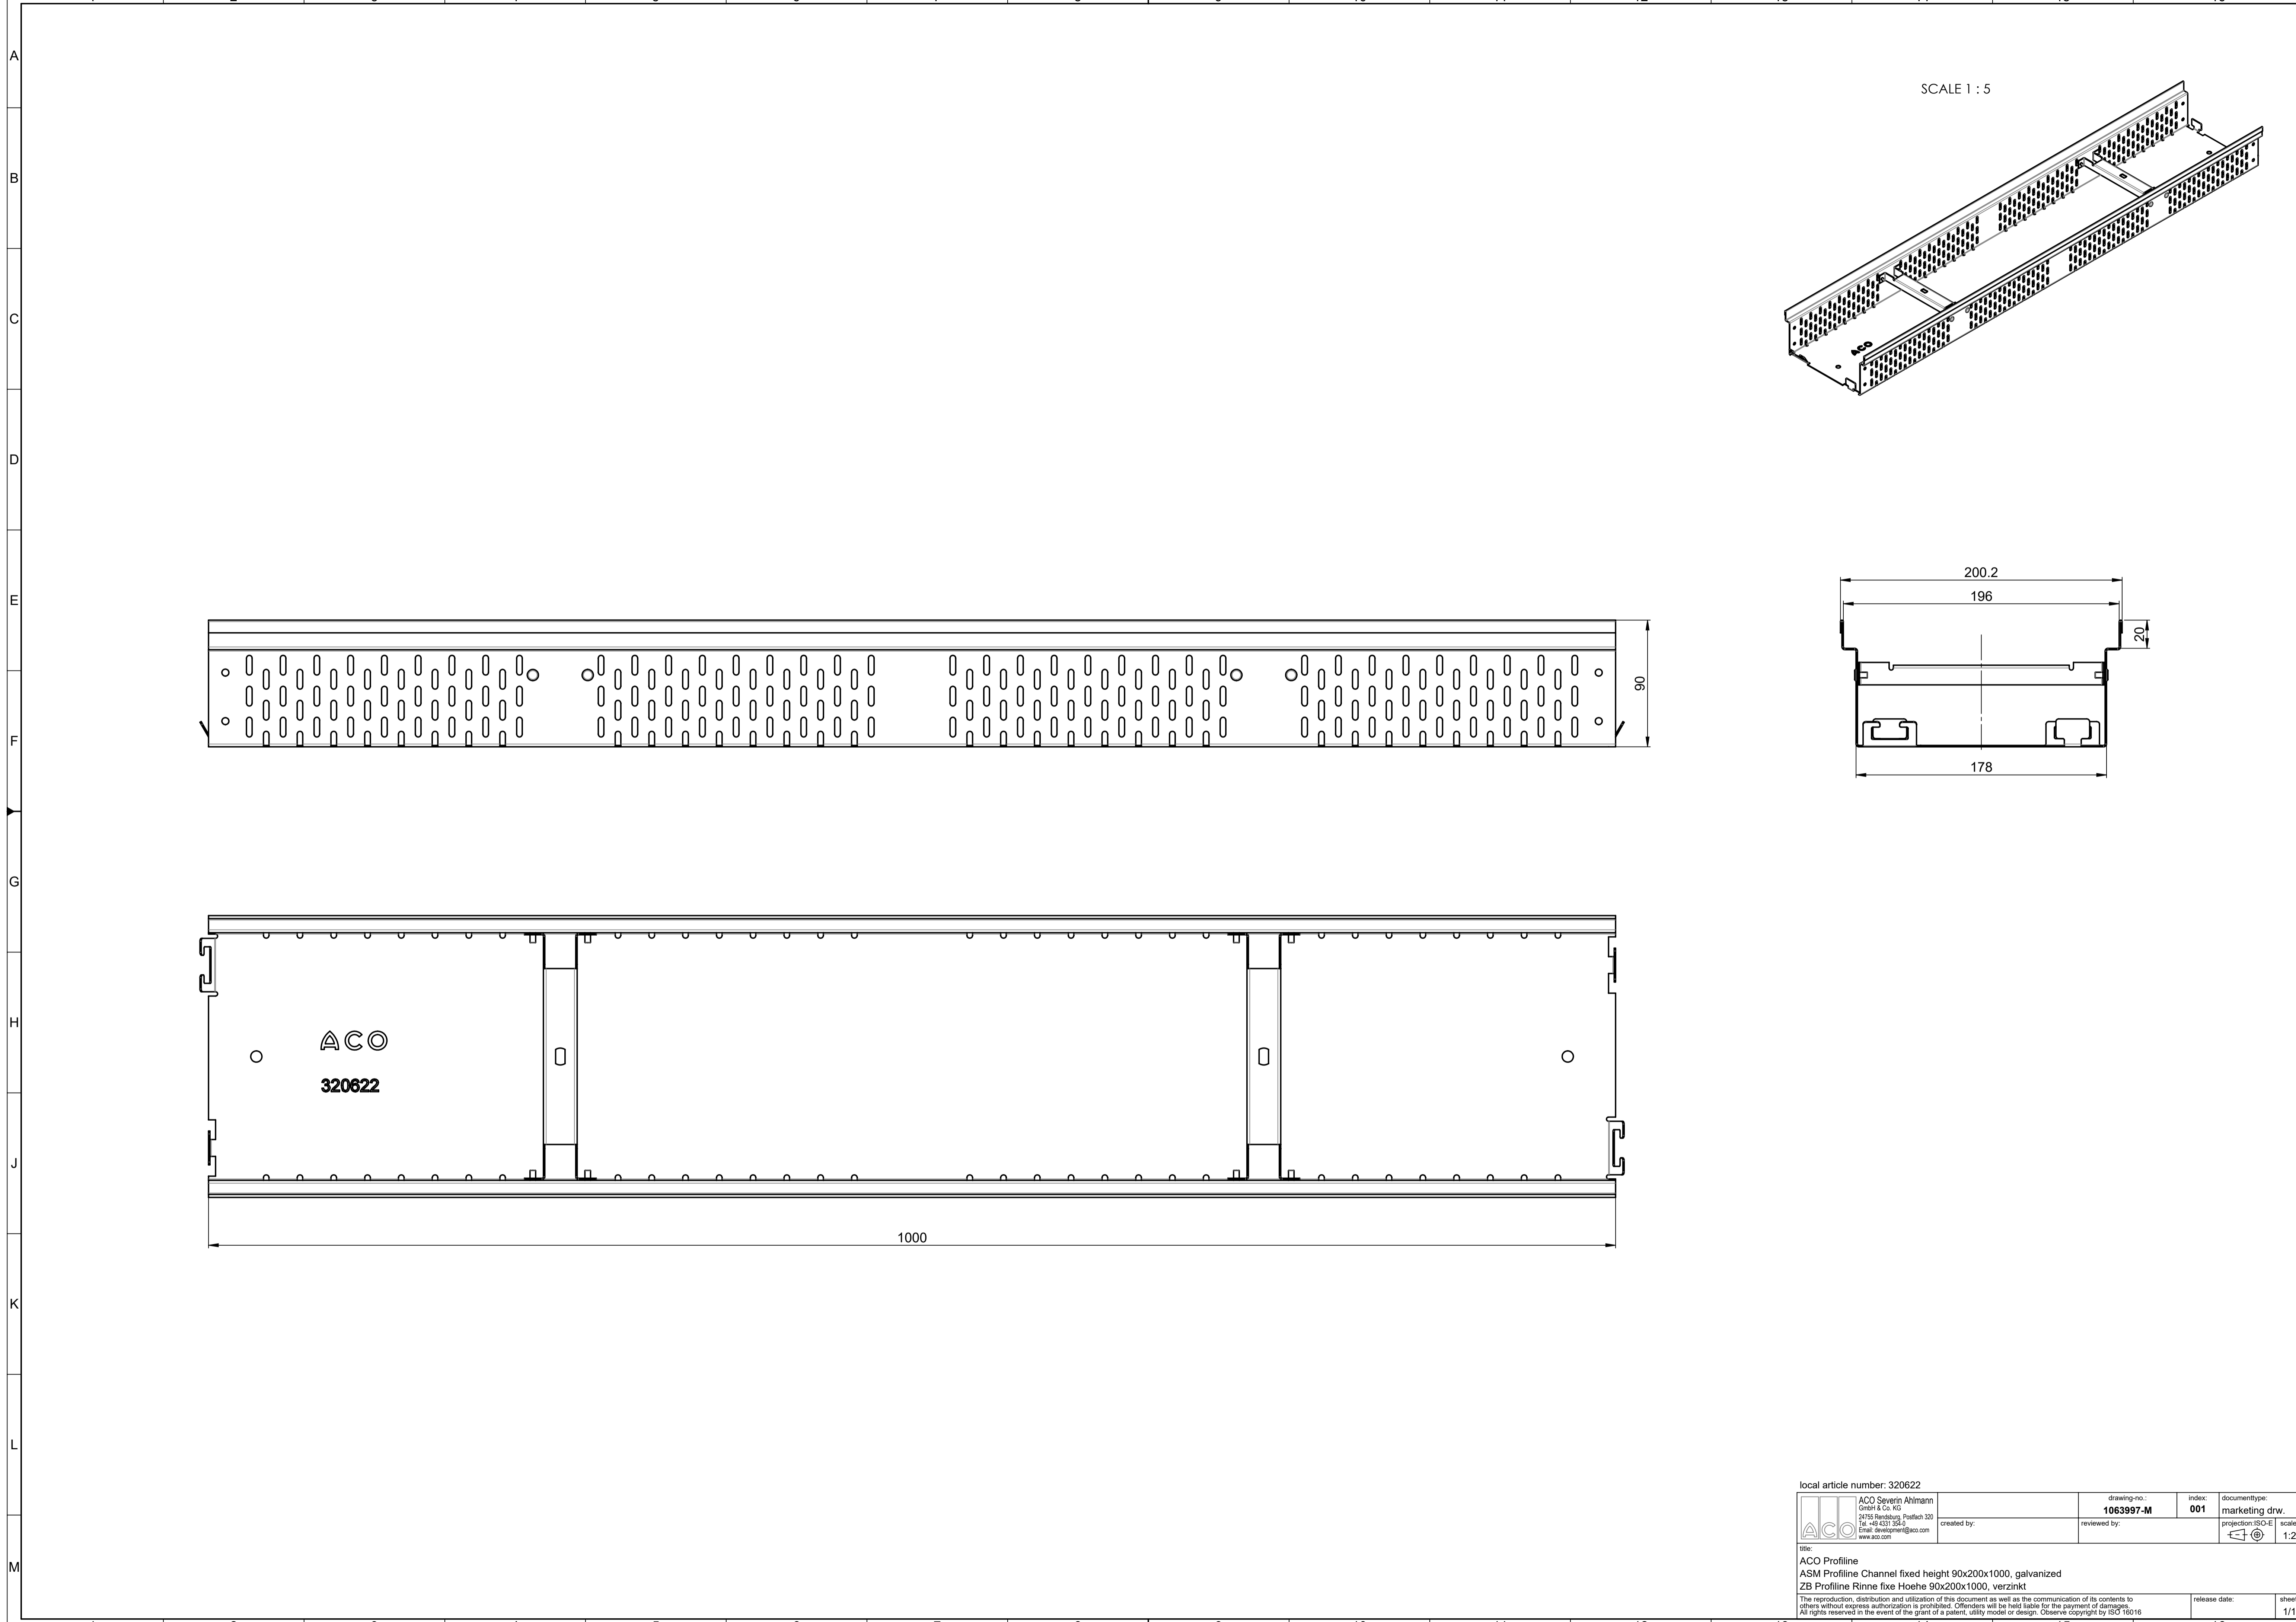 A
B
C
D
E
F
G
H
J
K
L
M
SCALE 1 : 5
200.2
196
20
178
90
ACO
320622
1000
local article number: 320622
ACO
ACO Severin Ahlmann
GmbH & Co. KG
24755 Rendsburg, Postfach 320
Tel. +49 4331 354-0
Email: development@aco.com
www.aco.com
drawing-no.:
1063997-M
index:
001
documenttype:
marketing drw.
created by:
reviewed by:
projection:ISO-E
scale
1:2
title:
ACO Profiline
ASM Profiline Channel fixed height 90x200x1000, galvanized
ZB Profiline Rinne fixe Hoehe 90x200x1000, verzinkt
The reproduction, distribution and utilization of this document as well as the communication of its contents to
others without express authorization is prohibited. Offenders will be held liable for the payment of damages.
All rights reserved in the event of the grant of a patent, utility model or design. Observe copyright by ISO 16016
release date:
1/1